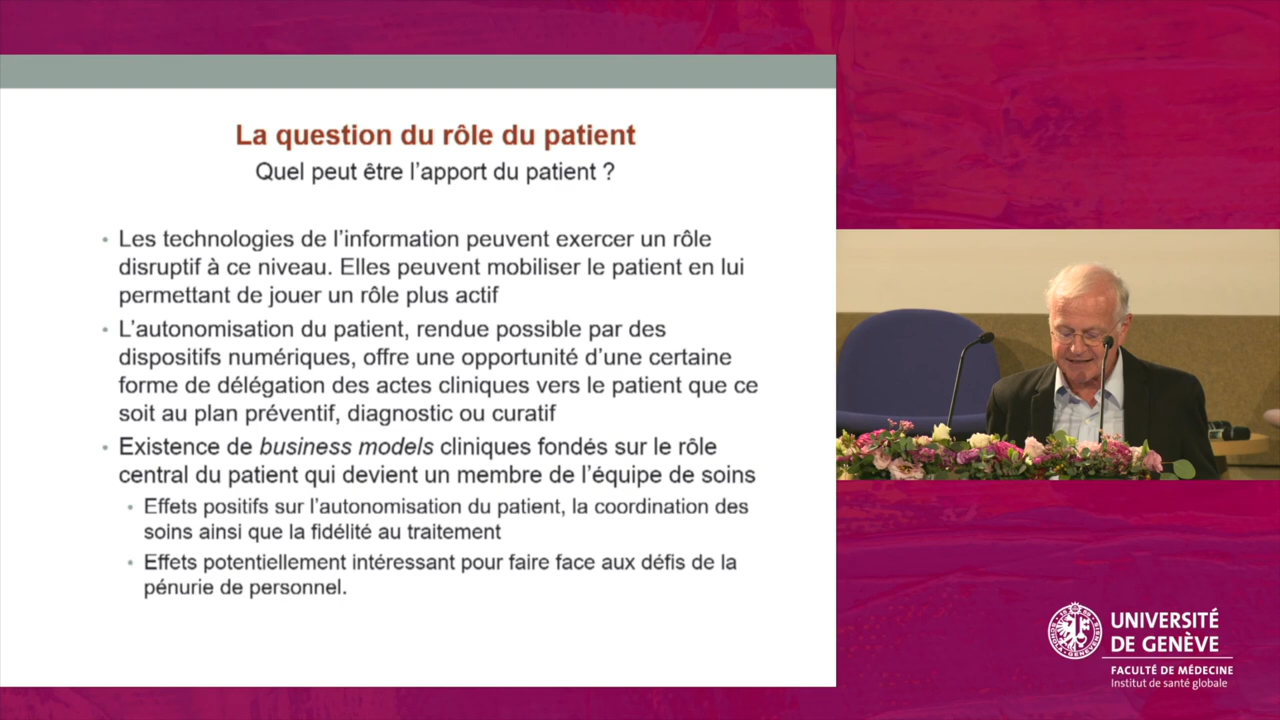 La question du rôle du patient
Quel peut être l'apport du patient ?
• Les technologies de l'information peuvent exercer un rôle
disruptif à ce niveau. Elles peuvent mobiliser le patient en lui
permettant de jouer un rôle plus actif
• L'autonomisation du patient, rendue possible par des
dispositifs numériques, offre une opportunité d'une certaine
forme de délégation des actes cliniques vers le patient que ce
soit au plan préventif, diagnostic ou curatif
• Existence de business models cliniques fondés sur le rôle
central du patient qui devient un membre de l'équipe de soins
• Effets positifs sur l'autonomisation du patient, la coordination des
soins ainsi que la fidélité au traitement
• Effets potentiellement intéressant pour faire face aux défis de la
pénurie de personnel.
UNIVERSITÉ
DE GENÈVE
FACULTÉ DE MÉDECINE
Institut de santé globale